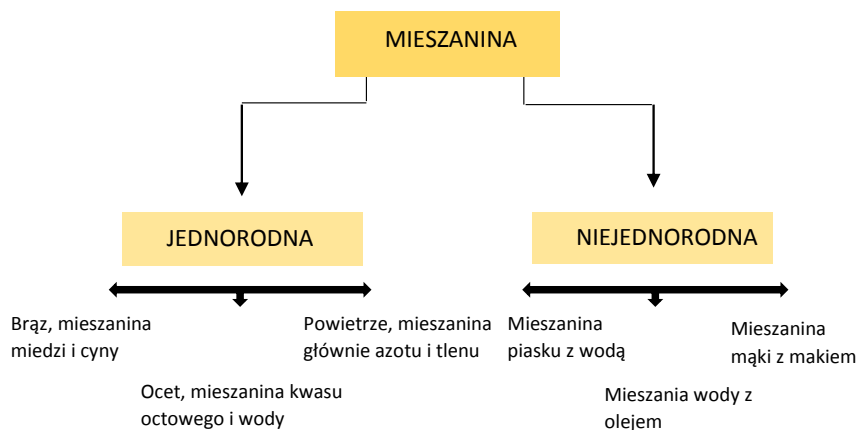 MIESZANINA
JEDNORODNA
NIEJEDNORODNA
Brąz, mieszanina
miedzi i cyny
Ocet, mieszanina kwasu
octowego i wody
Powietrze, mieszanina
głównie azotu i tlenu
Mieszanina
piasku z wodą
Mieszania wody z
olejem
Mieszanina
mąki z makiem